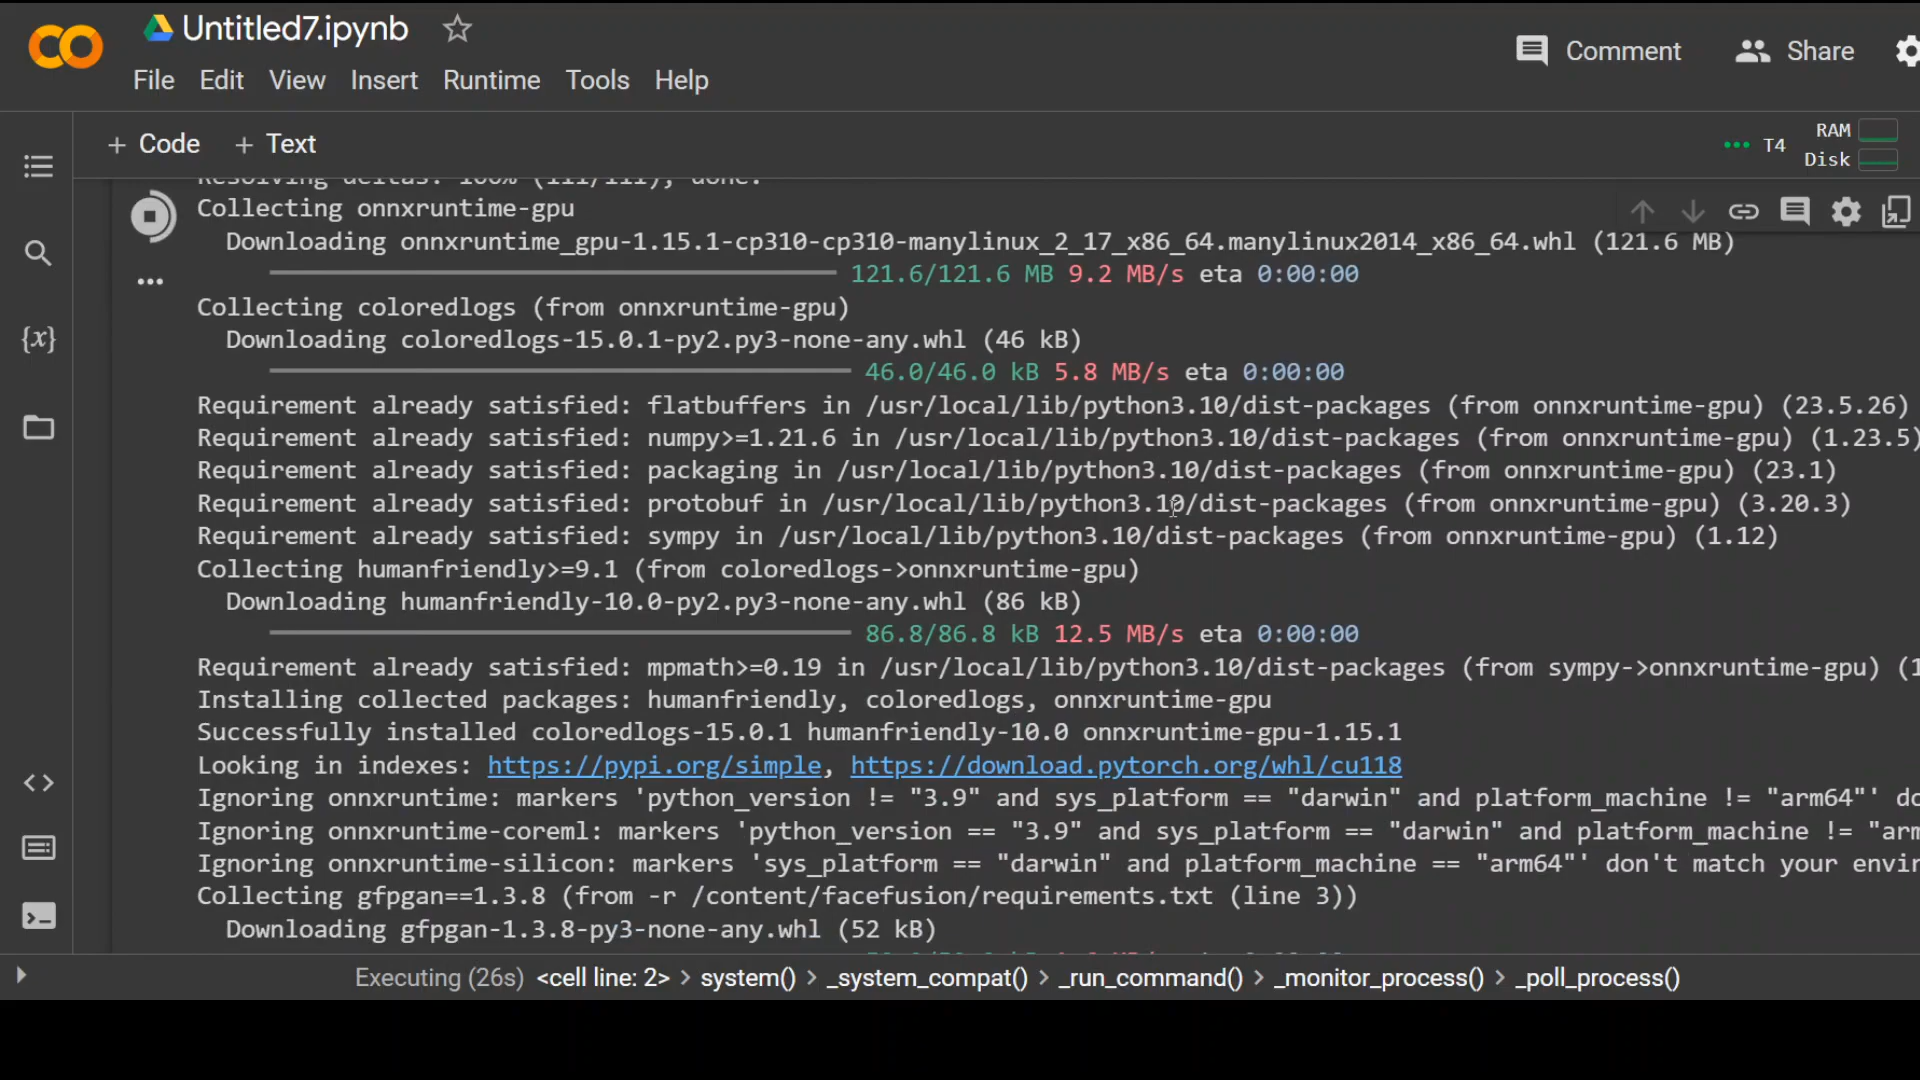 Untitled7.ipynb
File Edit View Insert Runtime Tools Help
Comment Share
+ Code + Text
T4 RAM
Disk
Resolving deltas: 100% (111/111), done.
Collecting onnxruntime-gpu
Downloading onnxruntime_gpu-1.15.1-cp310-cp310-manylinux_2_17_x86_64.manylinux2014_x86_64.whl (121.6 MB)
121.6/121.6 MB 9.2 MB/s eta 0:00:00
Collecting coloredlogs (from onnxruntime-gpu)
Downloading coloredlogs-15.0.1-py2.py3-none-any.whl (46 kB)
46.0/46.0 kB 5.8 MB/s eta 0:00:00
Requirement already satisfied: flatbuffers in /usr/local/lib/python3.10/dist-packages (from onnxruntime-gpu) (23.5.26)
Requirement already satisfied: numpy>=1.21.6 in /usr/local/lib/python3.10/dist-packages (from onnxruntime-gpu) (1.23.5)
Requirement already satisfied: packaging in /usr/local/lib/python3.10/dist-packages (from onnxruntime-gpu) (23.1)
Requirement already satisfied: protobuf in /usr/local/lib/python3.10/dist-packages (from onnxruntime-gpu) (3.20.3)
Requirement already satisfied: sympy in /usr/local/lib/python3.10/dist-packages (from onnxruntime-gpu) (1.12)
Collecting humanfriendly>=9.1 (from coloredlogs->onnxruntime-gpu)
Downloading humanfriendly-10.0-py2.py3-none-any.whl (86 kB)
86.8/86.8 kB 12.5 MB/s eta 0:00:00
Requirement already satisfied: mpmath>=0.19 in /usr/local/lib/python3.10/dist-packages (from sympy->onnxruntime-gpu) (1
Installing collected packages: humanfriendly, coloredlogs, onnxruntime-gpu
Successfully installed coloredlogs-15.0.1 humanfriendly-10.0 onnxruntime-gpu-1.15.1
Looking in indexes: https://pypi.org/simple, https://download.pytorch.org/whl/cu118
Ignoring onnxruntime: markers 'python_version != "3.9" and sys_platform == "darwin" and platform_machine != "arm64"' do
Ignoring onnxruntime-coreml: markers 'python_version == "3.9" and sys_platform == "darwin" and platform_machine != "arm
Ignoring onnxruntime-silicon: markers 'sys_platform == "darwin" and platform_machine == "arm64"' don't match your envir
Collecting gfpgan==1.3.8 (from -r /content/facefusion/requirements.txt (line 3))
Downloading gfpgan-1.3.8-py3-none-any.whl (52 kB)
Executing (26s) <cell line: 2> > system() > _system_compat() > _run_command() > _monitor_process() > _poll_process()